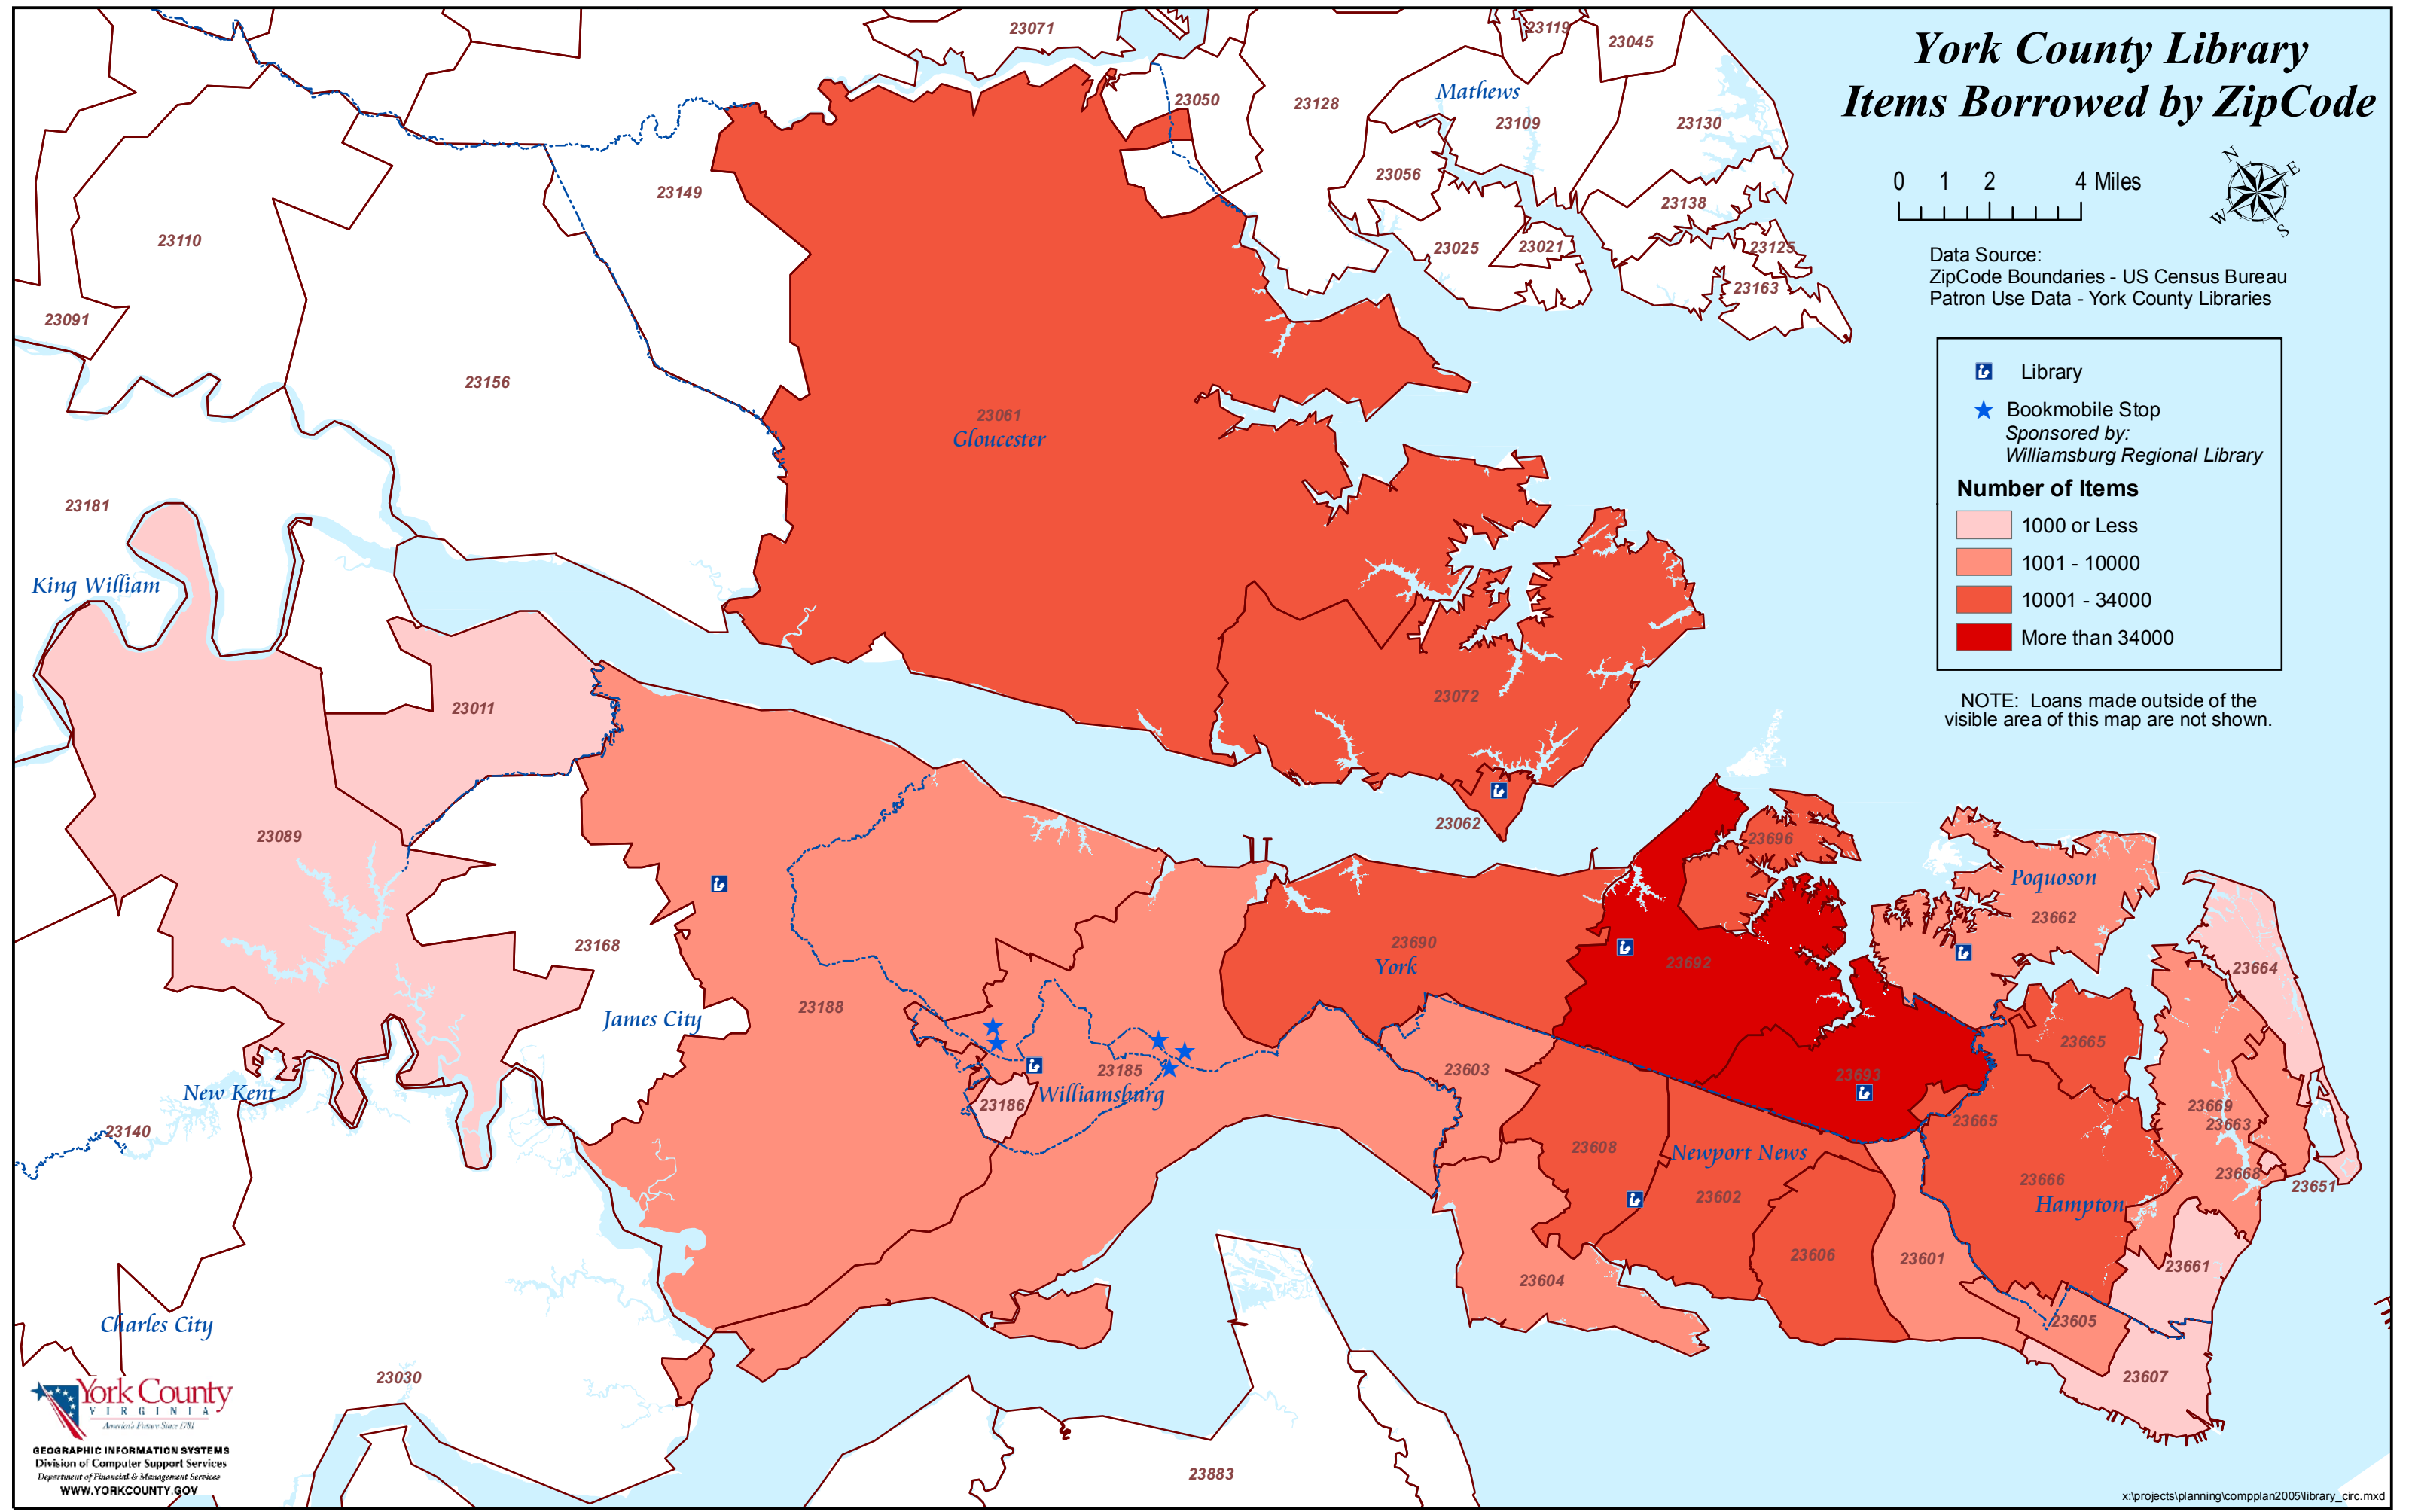 York County Library
Items Borrowed by ZipCode
0 1 2 4 Miles
N
E
S
W
Data Source:
ZipCode Boundaries - US Census Bureau
Patron Use Data - York County Libraries
Library
Bookmobile Stop
Sponsored by:
Williamsburg Regional Library
Number of Items
1000 or Less
1001 - 10000
10001 - 34000
More than 34000
NOTE: Loans made outside of the
visible area of this map are not shown.
23071
23119
23045
Mathews
23050
23128
23109
23130
23149
23056
23138
23110
23025
23021
23125
23163
23091
23156
23061
Gloucester
23181
King William
23011
23072
23062
23089
23696
Poquoson
23662
23168
23690
York
23692
23664
James City
23188
23185
Williamsburg
23186
23603
23693
23665
23665
New Kent
23140
23608
Newport News
23669
23663
23668
23651
23666
Hampton
23602
23606
23601
23604
23661
23605
23607
Charles City
23030
23883
York County
VIRGINIA
America's Future Since 1781
GEOGRAPHIC INFORMATION SYSTEMS
Division of Computer Support Services
Department of Financial & Management Services
WWW.YORKCOUNTY.GOV
x:\projects\planning\compplan2005\library_circ.mxd